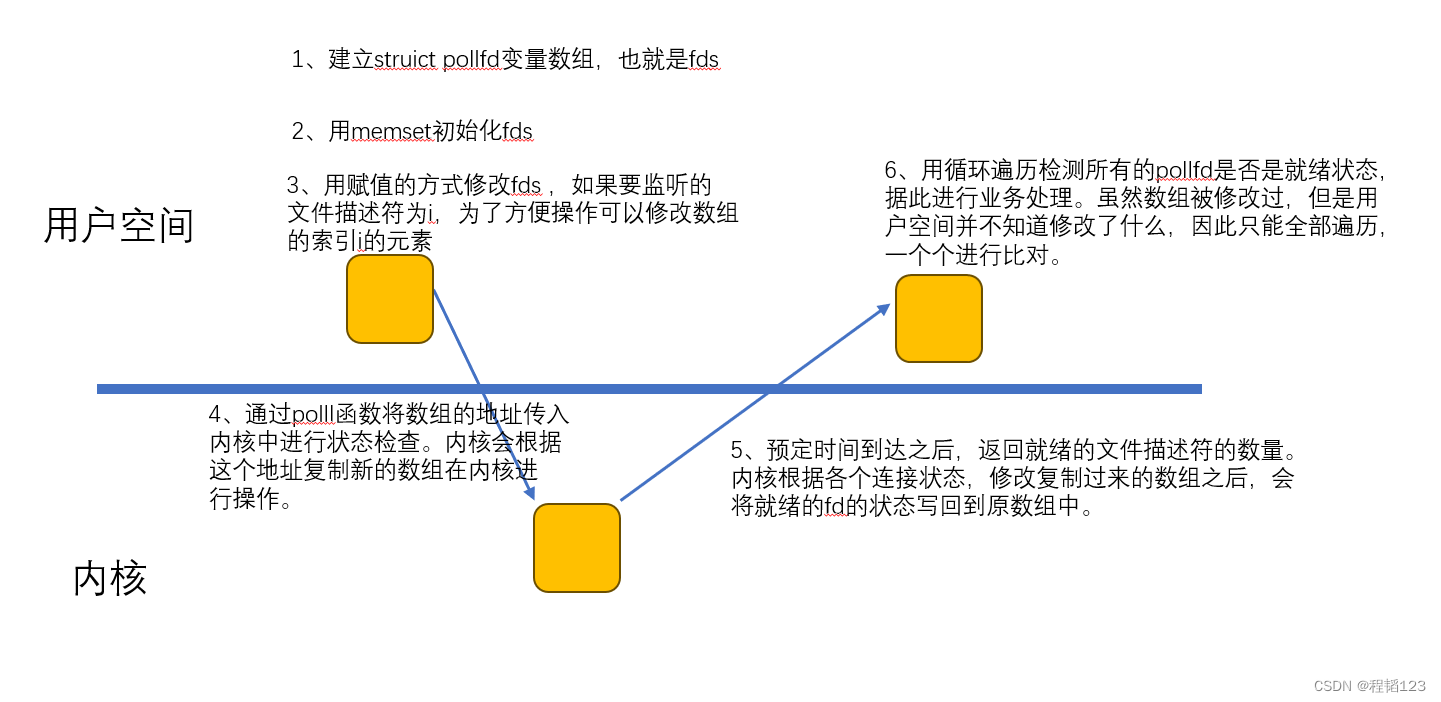 1、建立struict pollfd变量数组，也就是fds
2、用memset初始化fds
3、用赋值的方式修改fds ，如果要监听的
文件描述符为i，为了方便操作可以修改数组
的索引i的元素
用户空间
6、用循环遍历检测所有的pollfd是否是就绪状态，
据此进行业务处理。虽然数组被修改过，但是用
户空间并不知道修改了什么，因此只能全部遍历，
一个个进行比对。
4、通过polll函数将数组的地址传入
内核中进行状态检查。内核会根据
这个地址复制新的数组在内核进
行操作。
5、预定时间到达之后，返回就绪的文件描述符的数量。
内核根据各个连接状态，修改复制过来的数组之后，会
将就绪的fd的状态写回到原数组中。
内核
CSDN @程韬123